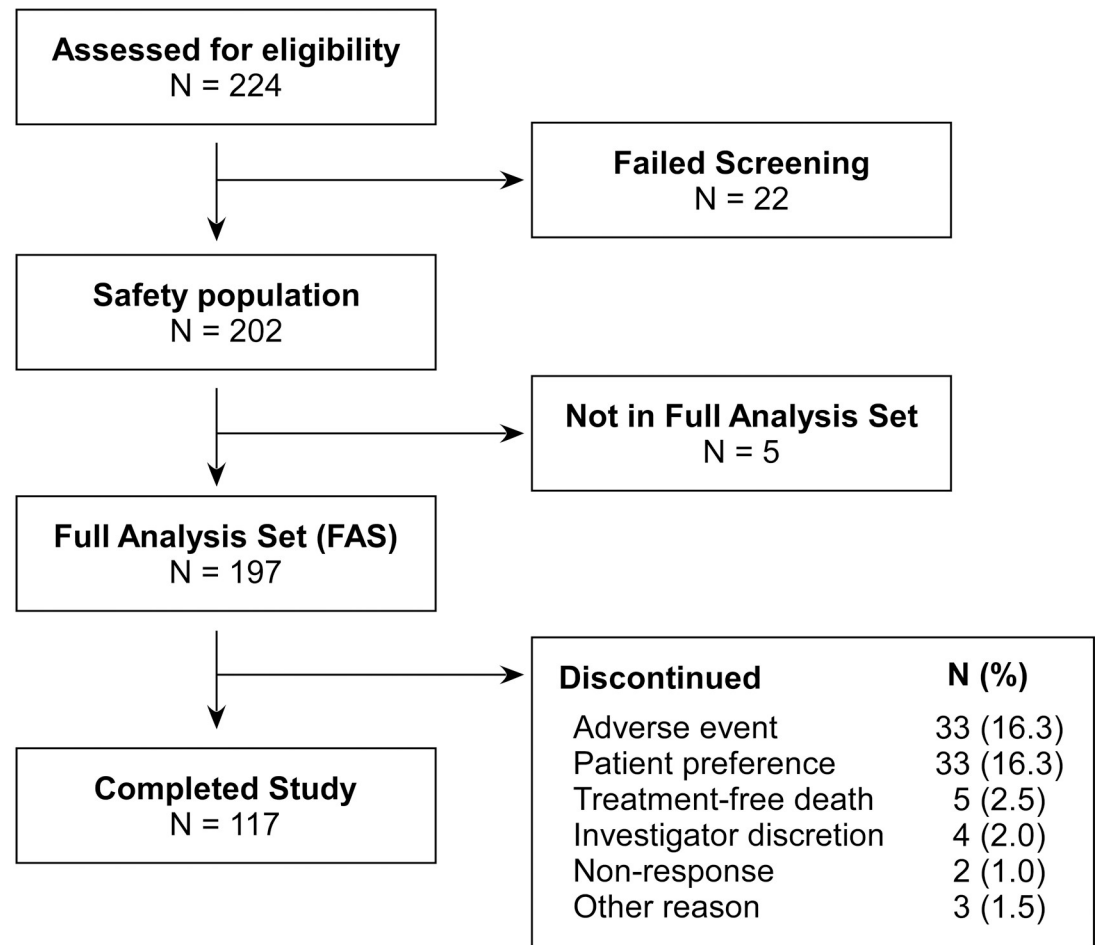 Assessed for eligibility
N = 224
Failed Screening
N = 22
Safety population
N = 202
Not in Full Analysis Set
N = 5
Full Analysis Set (FAS)
N = 197
Discontinued N (%)
Adverse event 33 (16.3)
Patient preference 33 (16.3)
Treatment-free death 5 (2.5)
Investigator discretion 4 (2.0)
Non-response 2 (1.0)
Other reason 3 (1.5)
Completed Study
N = 117